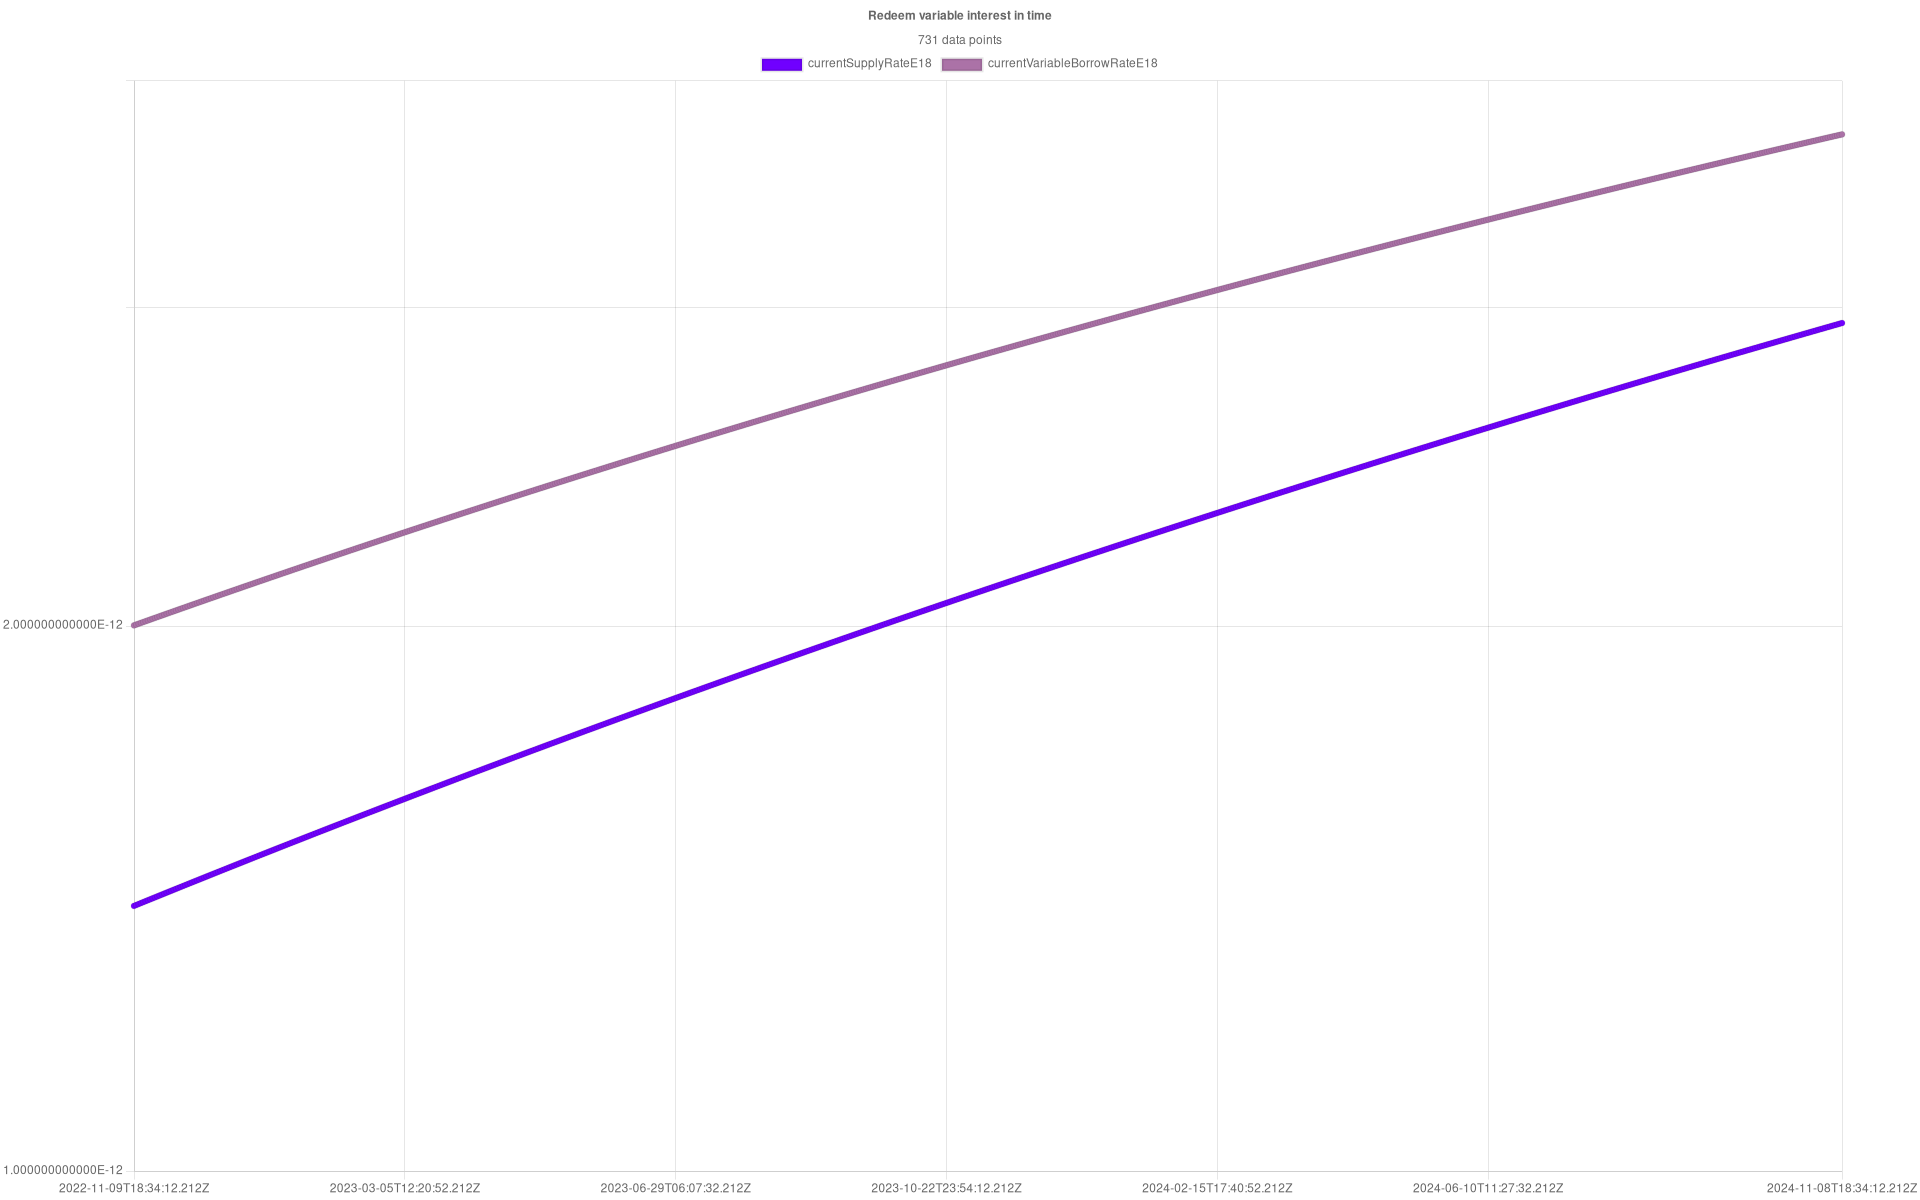 Redeem variable interest in time
731 data points
currentSupplyRateE18 currentVariableBorrowRateE18
2.000000000000E-12
1.000000000000E-12
2022-11-09T18:34:12.212Z 2023-03-05T12:20:52.212Z 2023-06-29T06:07:32.212Z 2023-10-22T23:54:12.212Z 2024-02-15T17:40:52.212Z 2024-06-10T11:27:32.212Z 2024-11-08T18:34:12.212Z